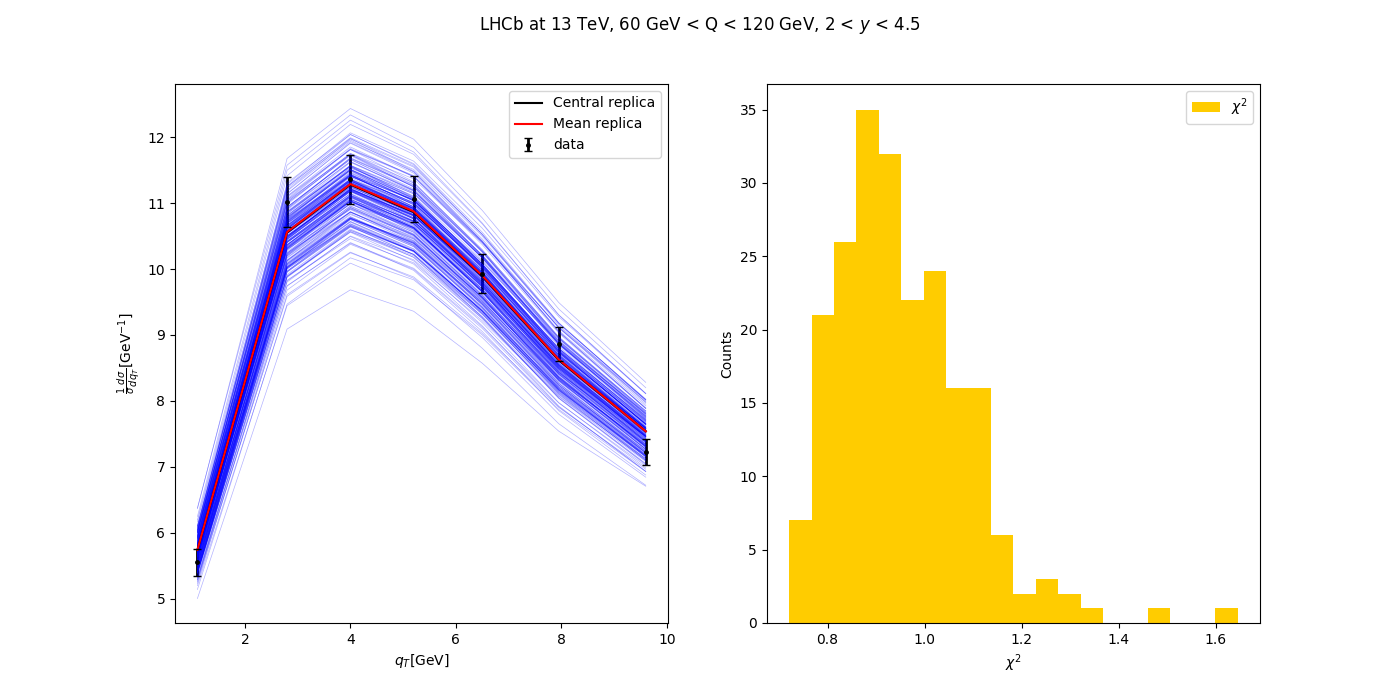 LHCb at 13 TeV, 60 GeV < Q < 120 GeV, 2 < y < 4.5
Central replica
Mean replica
data
12
11
10
9
8
7
6
5
1/σ dσ/dq_T [GeV⁻¹]
2
4
6
8
10
q_T[GeV]
χ²
35
30
25
20
15
10
5
0
Counts
0.8
1.0
1.2
1.4
1.6
χ²